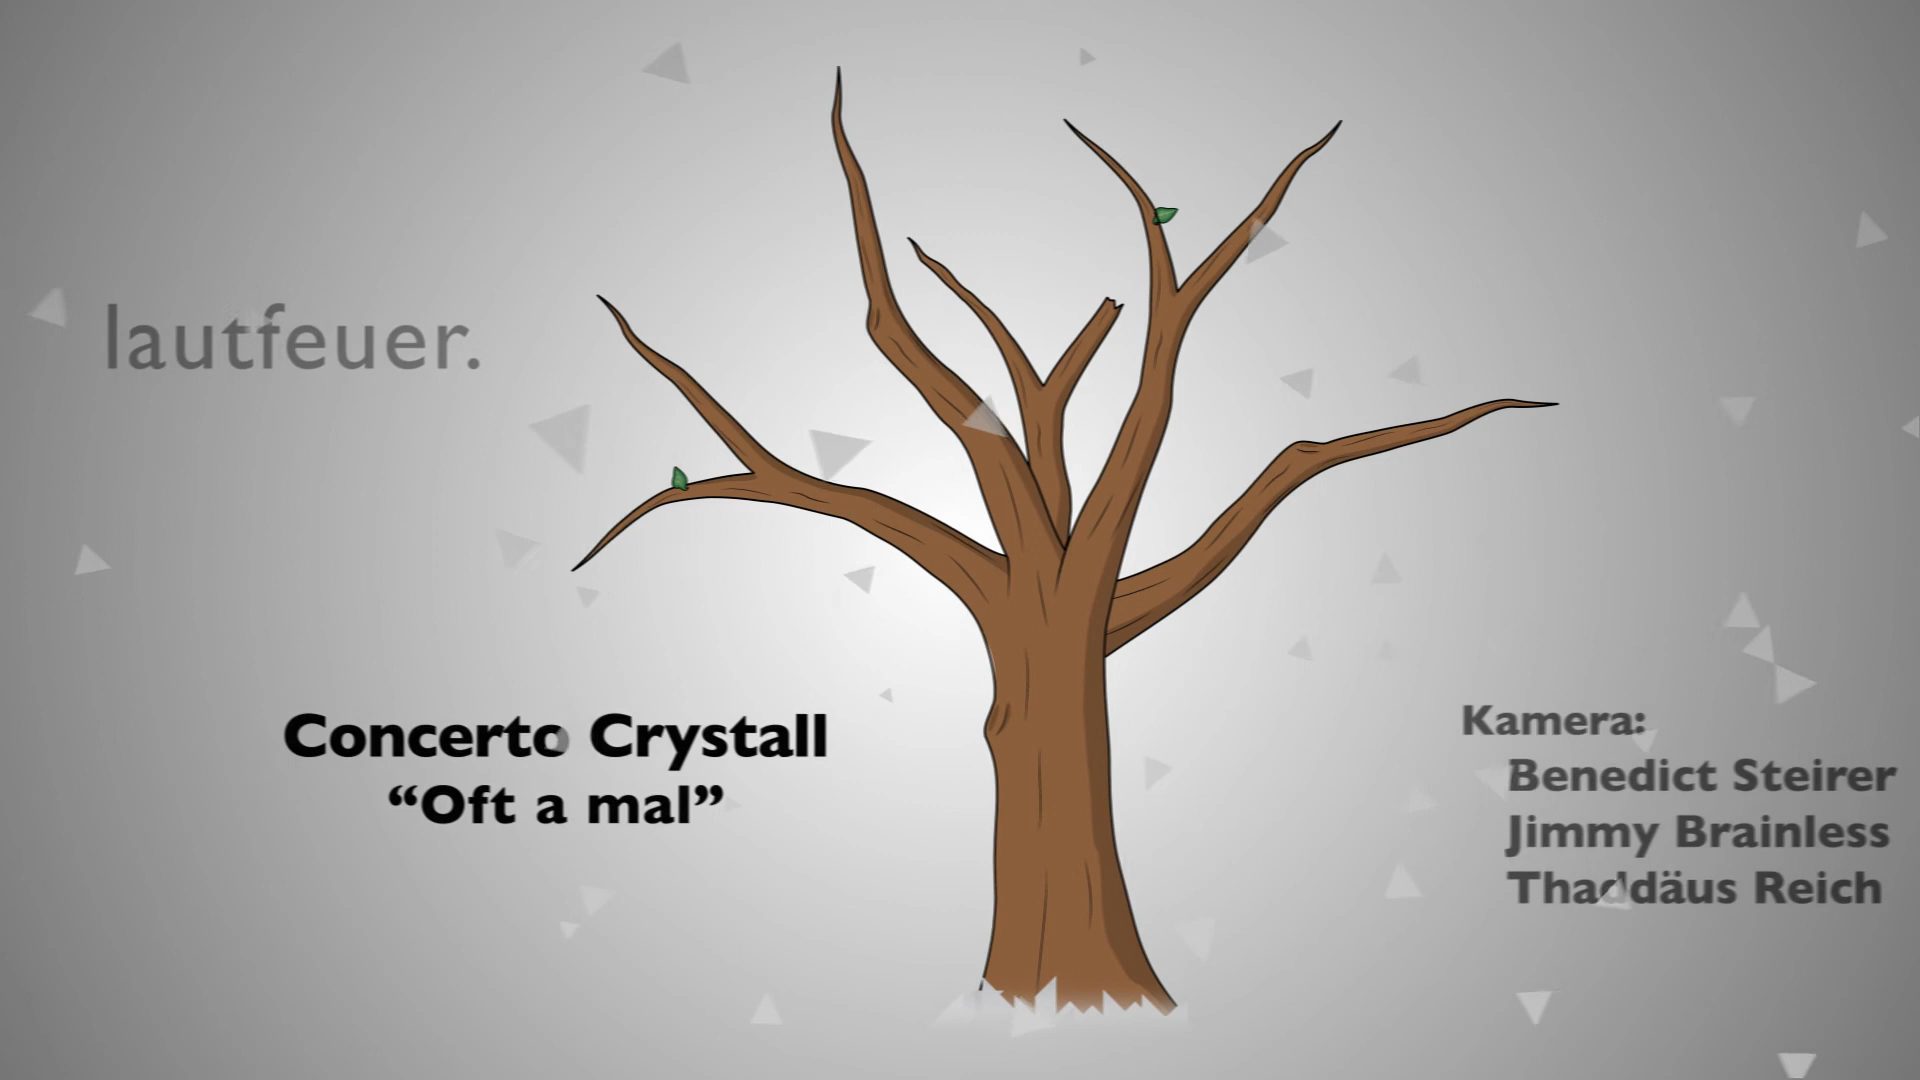 lautfeuer.
Concerto Crystall
“Oft a mal”
Kamera:
Benedict Steirer
Jimmy Brainless
Thaddäus Reich